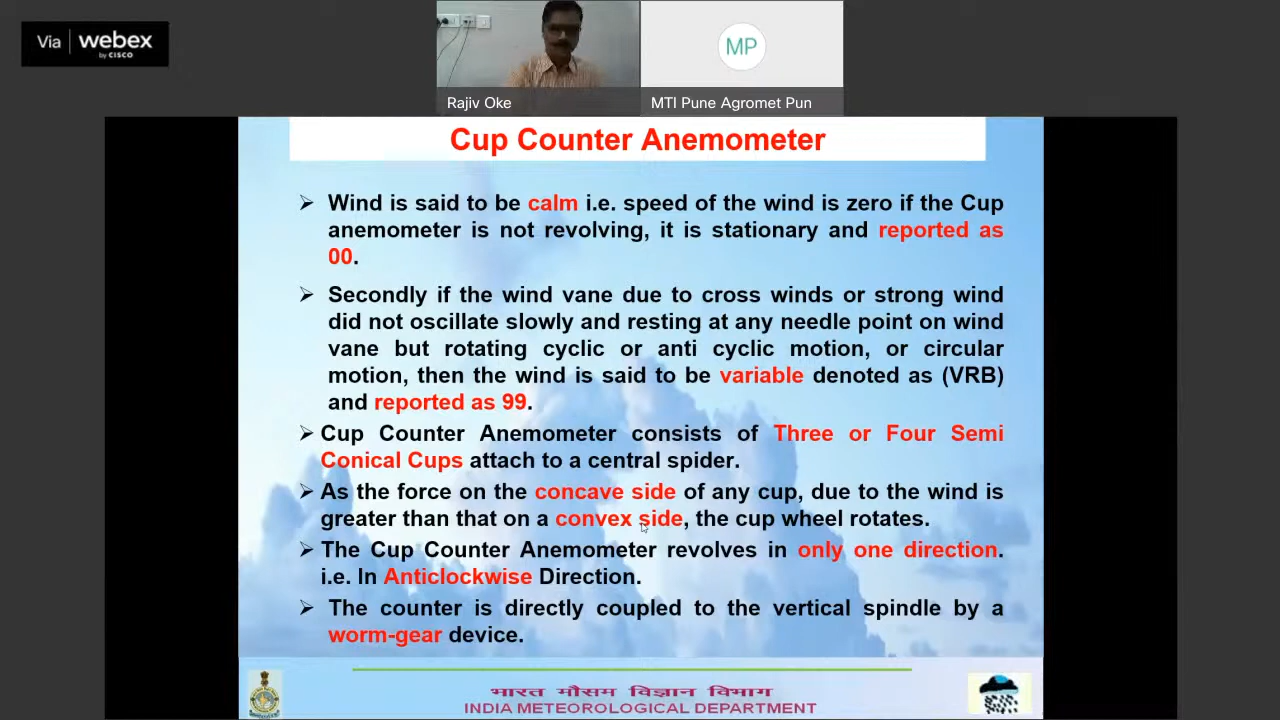 Via webex
by CISCO
MP
Rajiv Oke
MTI Pune Agromet Pun
Cup Counter Anemometer
➢ Wind is said to be calm i.e. speed of the wind is zero if the Cup
anemometer is not revolving, it is stationary and reported as
00.
➢ Secondly if the wind vane due to cross winds or strong wind
did not oscillate slowly and resting at any needle point on wind
vane but rotating cyclic or anti cyclic motion, or circular
motion, then the wind is said to be variable denoted as (VRB)
and reported as 99.
➢ Cup Counter Anemometer consists of Three or Four Semi
Conical Cups attach to a central spider.
➢ As the force on the concave side of any cup, due to the wind is
greater than that on a convex side, the cup wheel rotates.
➢ The Cup Counter Anemometer revolves in only one direction.
i.e. In Anticlockwise Direction.
➢ The counter is directly coupled to the vertical spindle by a
worm-gear device.
भारत मौसम विज्ञान विभाग
INDIA METEOROLOGICAL DEPARTMENT